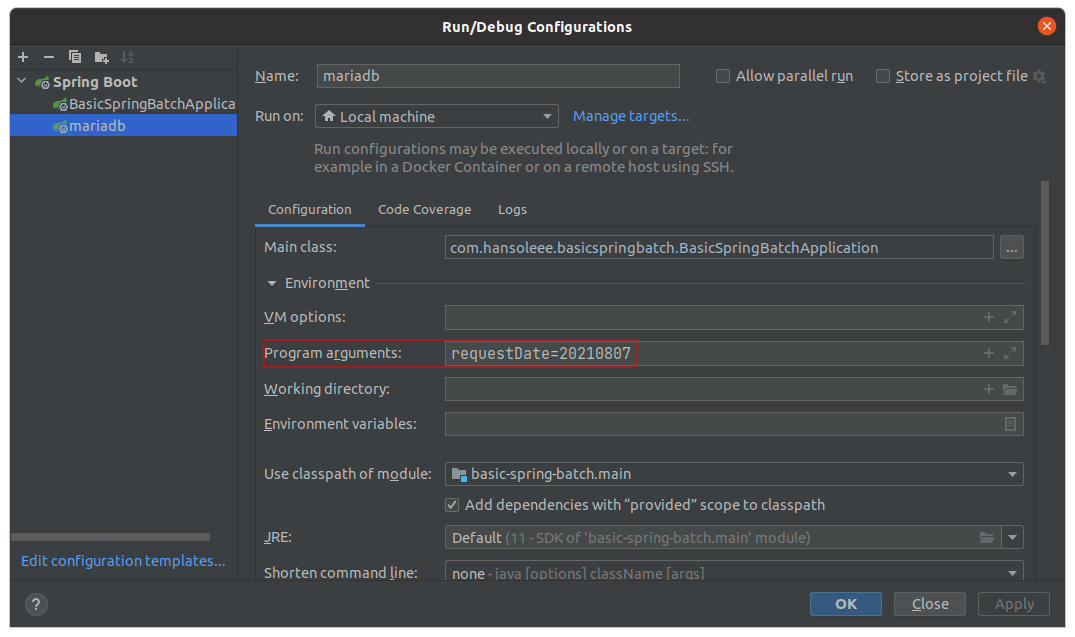 Run/Debug Configurations
Spring Boot
BasicSpringBatchApplica
mariadb
Edit configuration templates...
Name: mariadb Allow parallel run Store as project file
Run on: Local machine Manage targets...
Run configurations may be executed locally or on a target: for
example in a Docker Container or on a remote host using SSH.
Configuration Code Coverage Logs
Main class: com.hansoleee.basicspringbatch.BasicSpringBatchApplication ...
Environment
VM options:
Program arguments: requestDate=20210807
Working directory:
Environment variables:
Use classpath of module: basic-spring-batch.main
Add dependencies with “provided” scope to classpath
JRE: Default (11 - SDK of 'basic-spring-batch.main' module)
Shorten command line: none - java [options] className [args]
? OK Close Apply